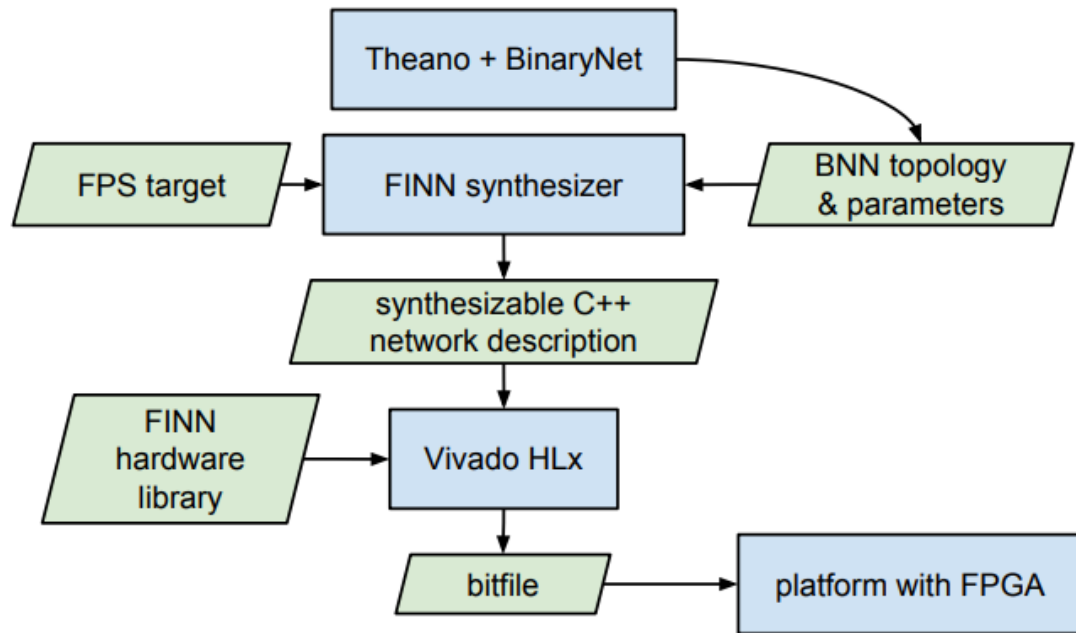 Theano + BinaryNet
FPS target
FINN synthesizer
BNN topology
& parameters
synthesizable C++
network description
FINN
hardware
library
Vivado HLx
bitfile
platform with FPGA